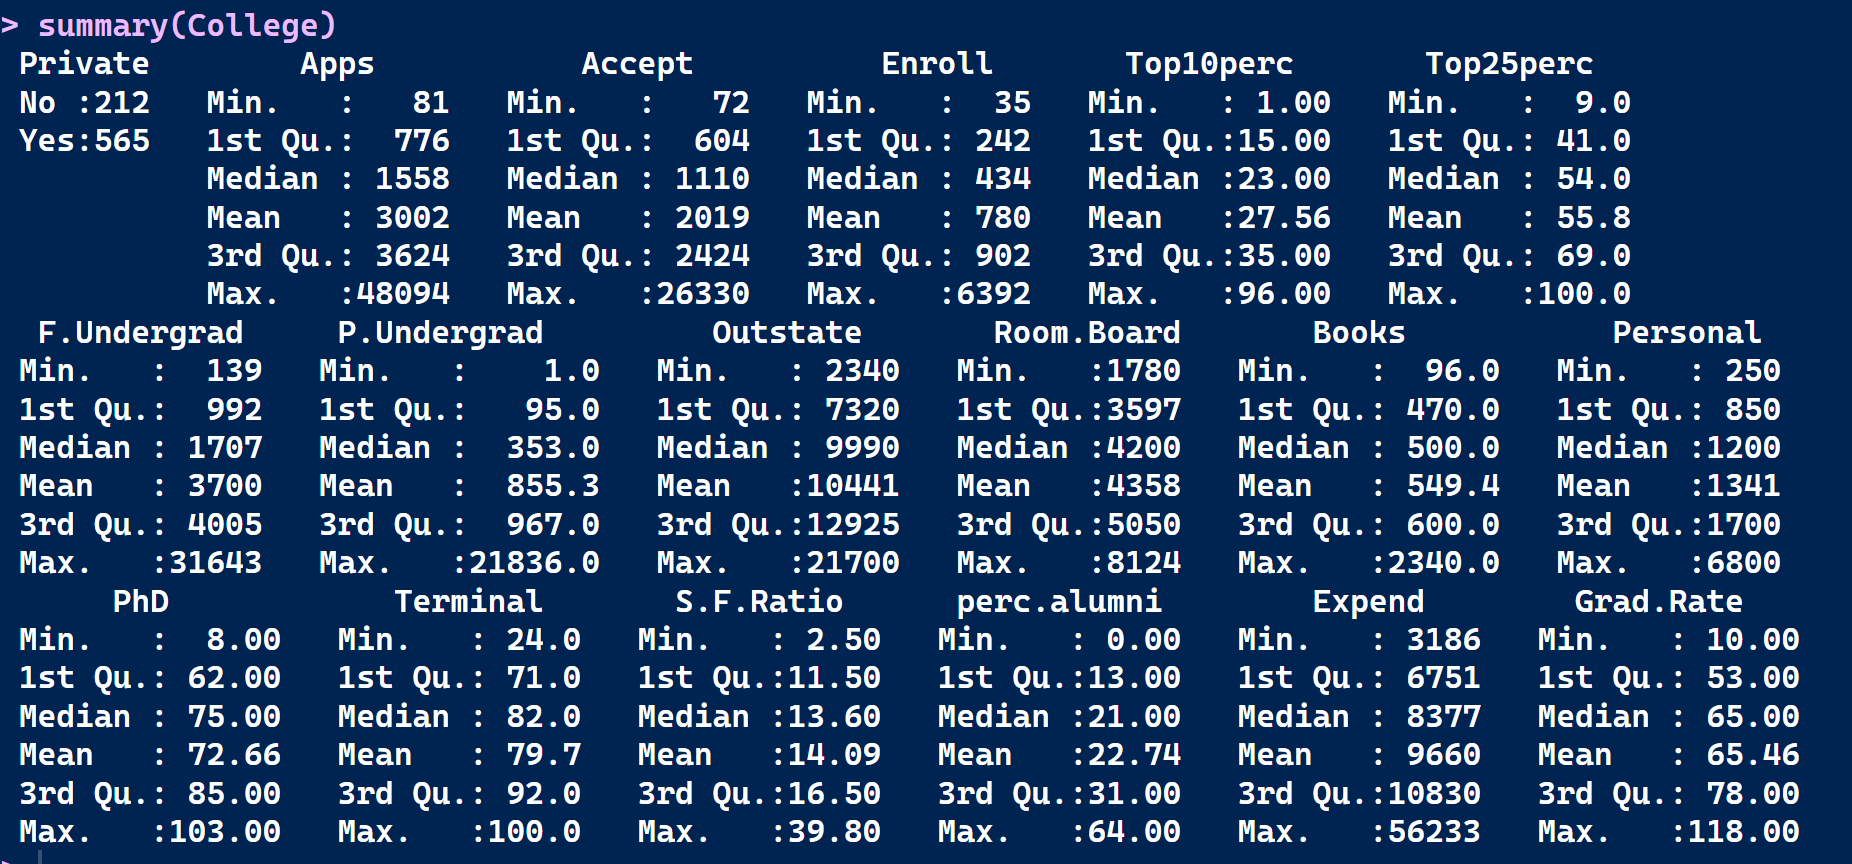 > summary(College)
 Private        Apps           Accept          Enroll       Top10perc       Top25perc
 No :212   Min.   :   81   Min.   :   72   Min.   :  35   Min.   : 1.00   Min.   :  9.0
 Yes:565   1st Qu.:  776   1st Qu.:  604   1st Qu.: 242   1st Qu.:15.00   1st Qu.: 41.0
           Median : 1558   Median : 1110   Median : 434   Median :23.00   Median : 54.0
           Mean   : 3002   Mean   : 2019   Mean   : 780   Mean   :27.56   Mean   : 55.8
           3rd Qu.: 3624   3rd Qu.: 2424   3rd Qu.: 902   3rd Qu.:35.00   3rd Qu.: 69.0
           Max.   :48094   Max.   :26330   Max.   :6392   Max.   :96.00   Max.   :100.0
  F.Undergrad     P.Undergrad         Outstate       Room.Board       Books           Personal
 Min.   :  139   Min.   :    1.0   Min.   : 2340   Min.   :1780   Min.   :  96.0   Min.   : 250
 1st Qu.:  992   1st Qu.:   95.0   1st Qu.: 7320   1st Qu.:3597   1st Qu.: 470.0   1st Qu.: 850
 Median : 1707   Median :  353.0   Median : 9990   Median :4200   Median : 500.0   Median :1200
 Mean   : 3700   Mean   :  855.3   Mean   :10441   Mean   :4358   Mean   : 549.4   Mean   :1341
 3rd Qu.: 4005   3rd Qu.:  967.0   3rd Qu.:12925   3rd Qu.:5050   3rd Qu.: 600.0   3rd Qu.:1700
 Max.   :31643   Max.   :21836.0   Max.   :21700   Max.   :8124   Max.   :2340.0   Max.   :6800
      PhD            Terminal       S.F.Ratio      perc.alumni        Expend        Grad.Rate
 Min.   :  8.00   Min.   : 24.0   Min.   : 2.50   Min.   : 0.00   Min.   : 3186   Min.   : 10.00
 1st Qu.: 62.00   1st Qu.: 71.0   1st Qu.:11.50   1st Qu.:13.00   1st Qu.: 6751   1st Qu.: 53.00
 Median : 75.00   Median : 82.0   Median :13.60   Median :21.00   Median : 8377   Median : 65.00
 Mean   : 72.66   Mean   : 79.7   Mean   :14.09   Mean   :22.74   Mean   : 9660   Mean   : 65.46
 3rd Qu.: 85.00   3rd Qu.: 92.0   3rd Qu.:16.50   3rd Qu.:31.00   3rd Qu.:10830   3rd Qu.: 78.00
 Max.   :103.00   Max.   :100.0   Max.   :39.80   Max.   :64.00   Max.   :56233   Max.   :118.00